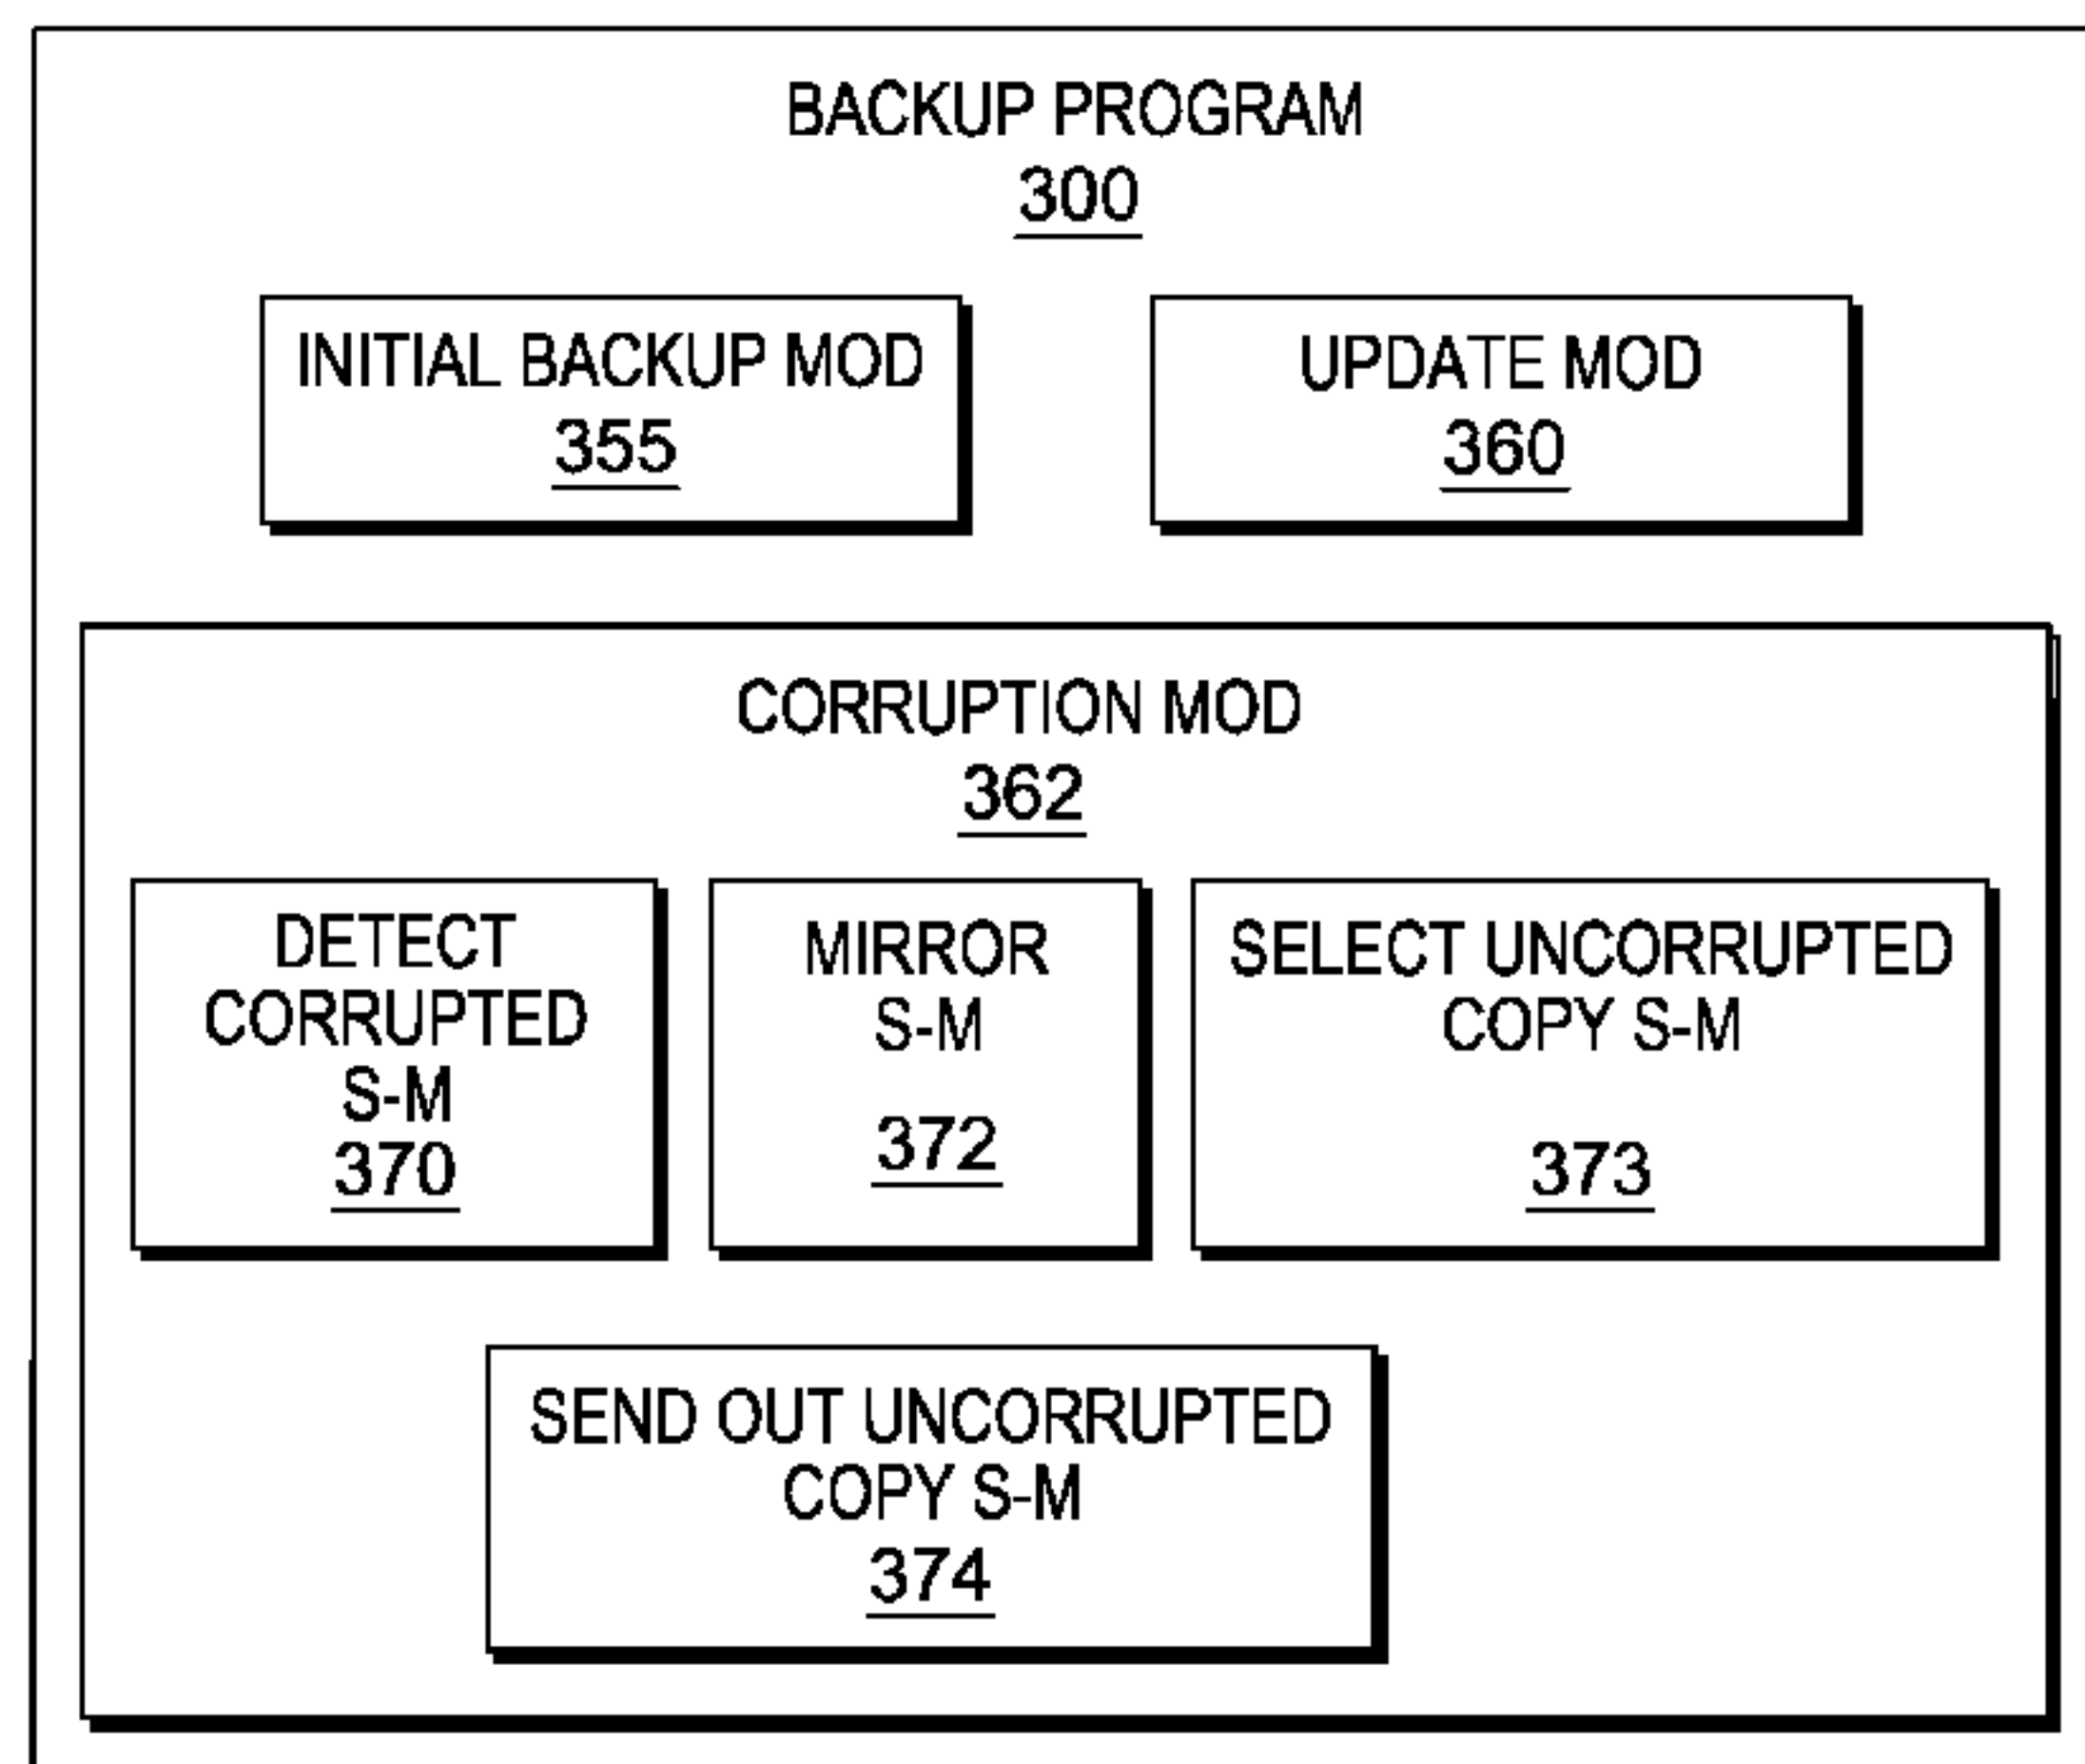 BACKUP PROGRAM
300
INITIAL BACKUP MOD
355
UPDATE MOD
360
CORRUPTION MOD
362
DETECT
CORRUPTED
S-M
370
MIRROR
S-M
372
SELECT UNCORRUPTED
COPY S-M
373
SEND OUT UNCORRUPTED
COPY S-M
374